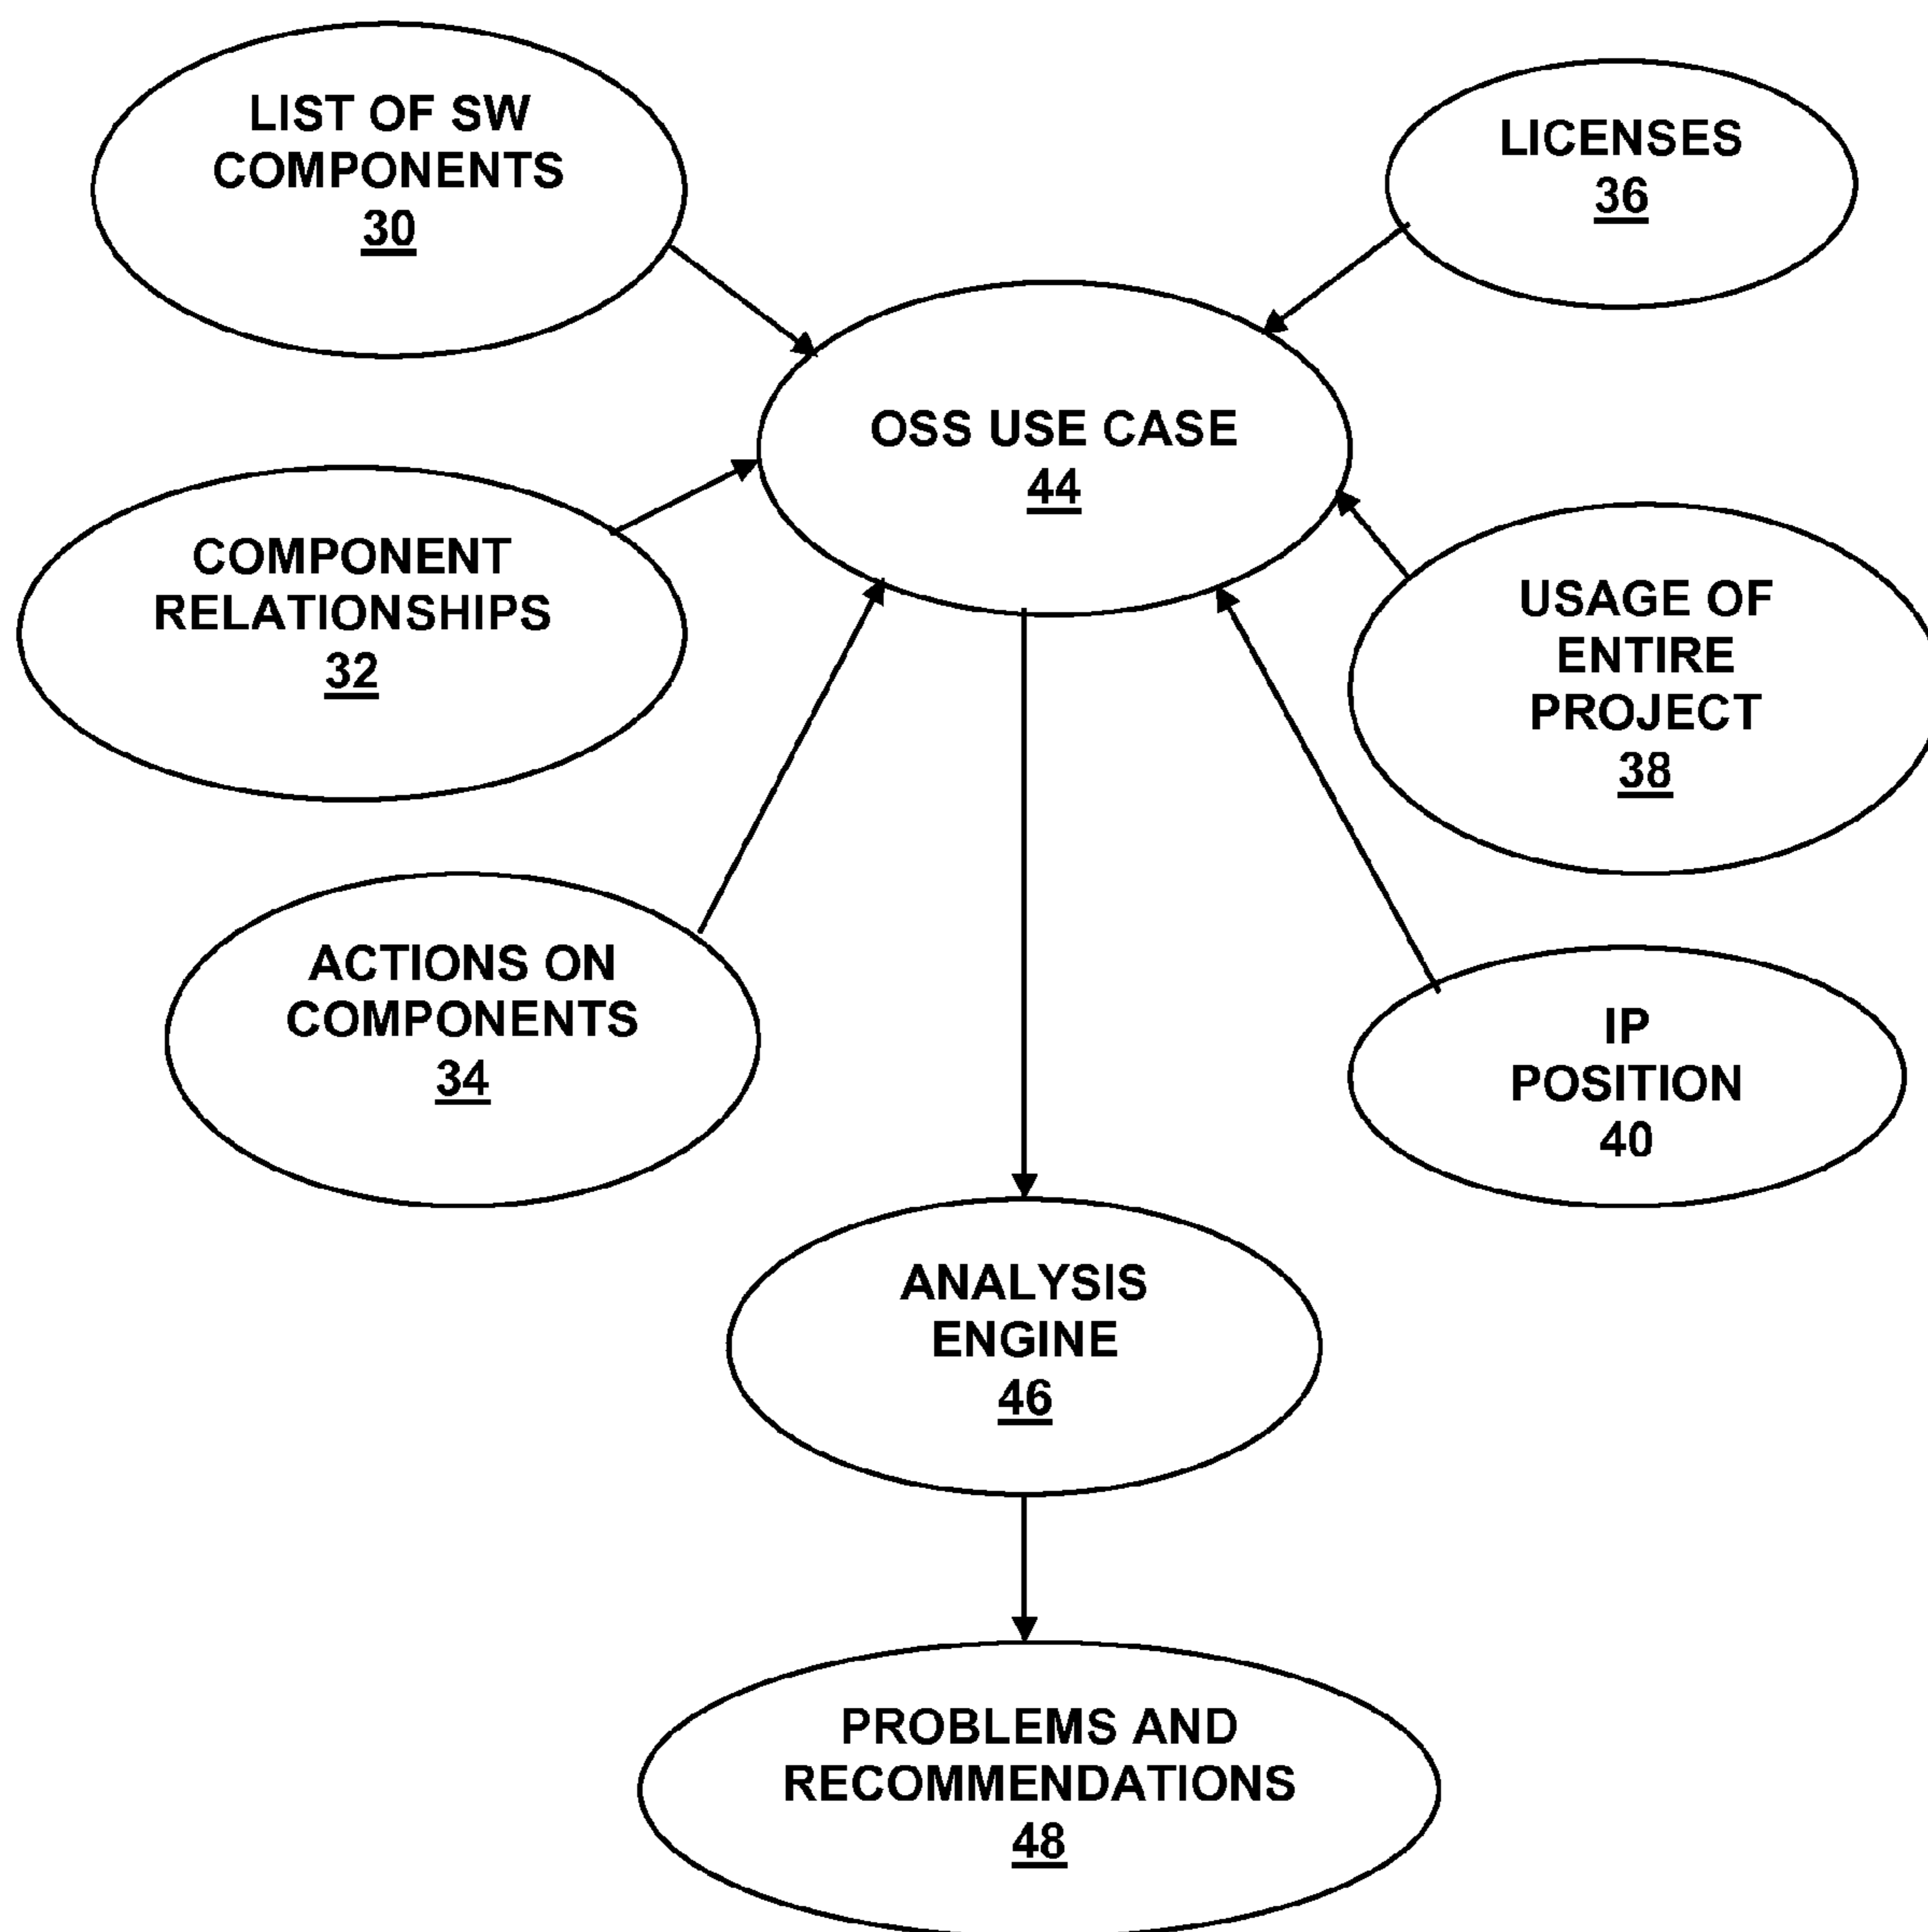 LIST OF SW
COMPONENTS
30
LICENSES
36
OSS USE CASE
44
COMPONENT
RELATIONSHIPS
32
USAGE OF
ENTIRE
PROJECT
38
ACTIONS ON
COMPONENTS
34
IP
POSITION
40
ANALYSIS
ENGINE
46
PROBLEMS AND
RECOMMENDATIONS
48